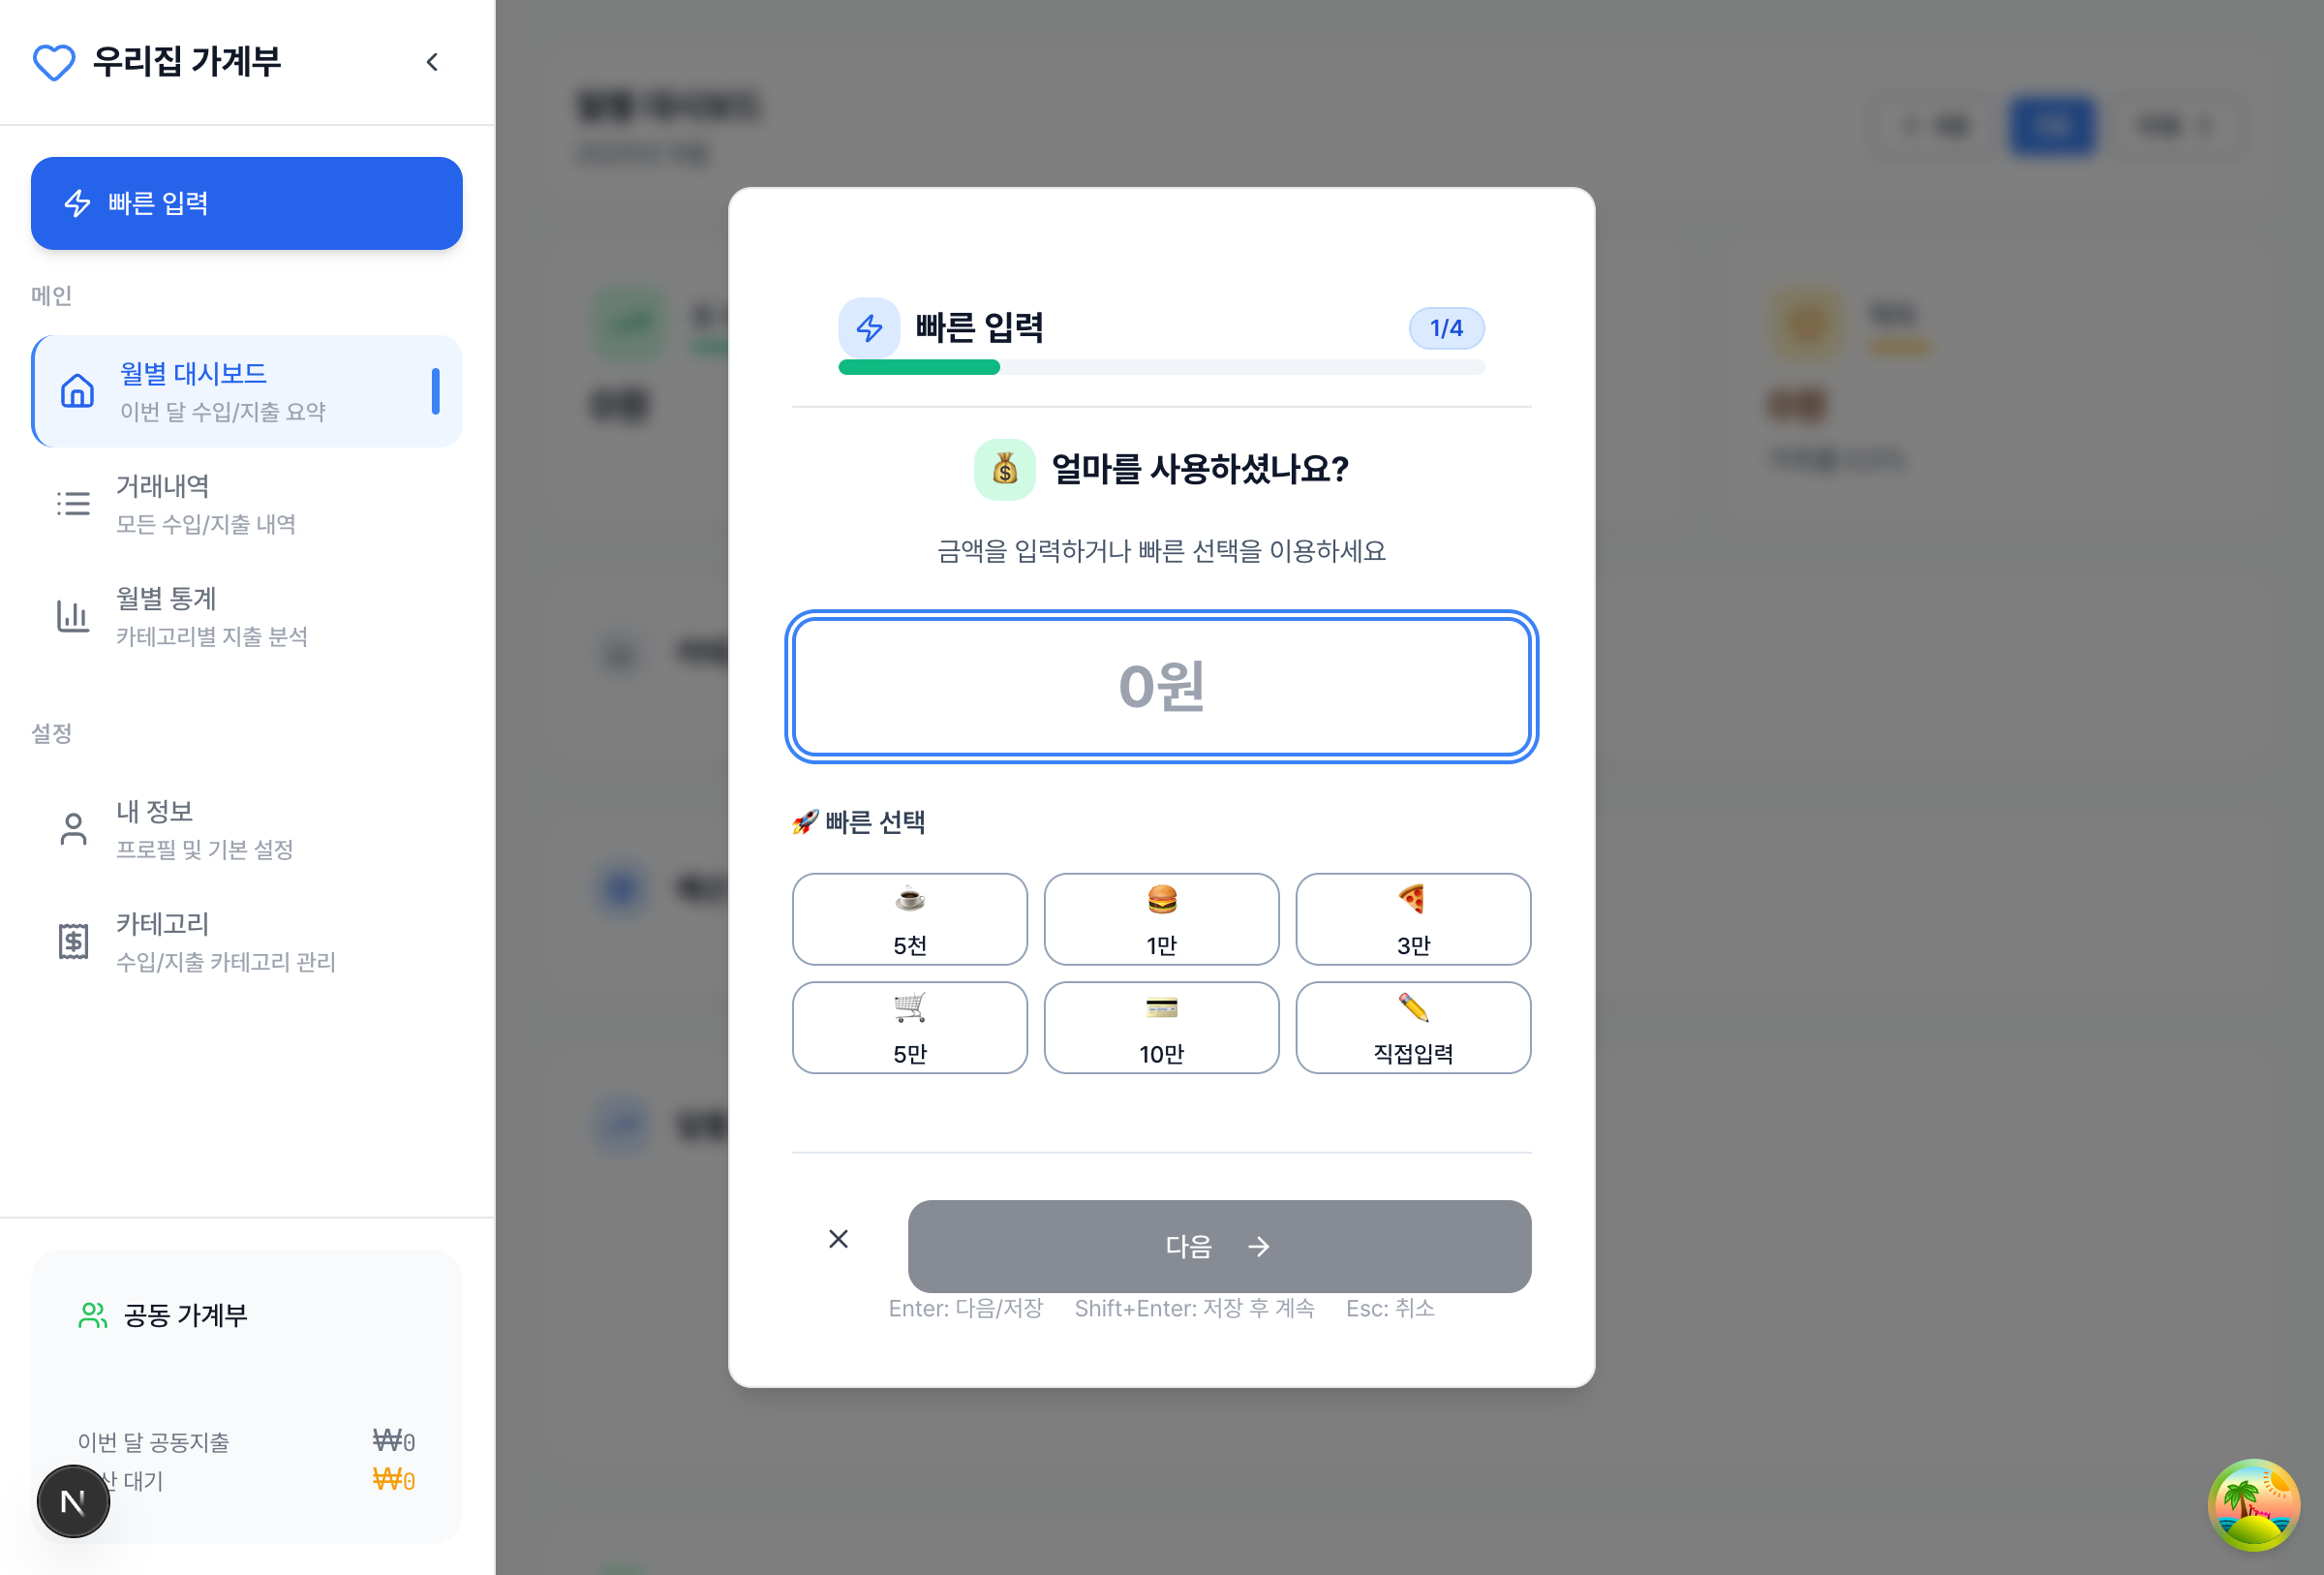 우리집 가계부
빠른 입력
메인
월별 대시보드
이번 달 수입/지출 요약
거래내역
모든 수입/지출 내역
월별 통계
카테고리별 지출 분석
설정
내 정보
프로필 및 기본 설정
카테고리
수입/지출 카테고리 관리
공동 가계부
이번 달 공동지출 ₩0
대기 ₩0
N
빠른 입력 1/4
💰 얼마를 사용하셨나요?
금액을 입력하거나 빠른 선택을 이용하세요
0원
🚀 빠른 선택
☕ 🍔 🍕
5천 1만 3만
🛒 💳 ✏️
5만 10만 직접입력
다음 →
Enter: 다음/저장 Shift+Enter: 저장 후 계속 Esc: 취소